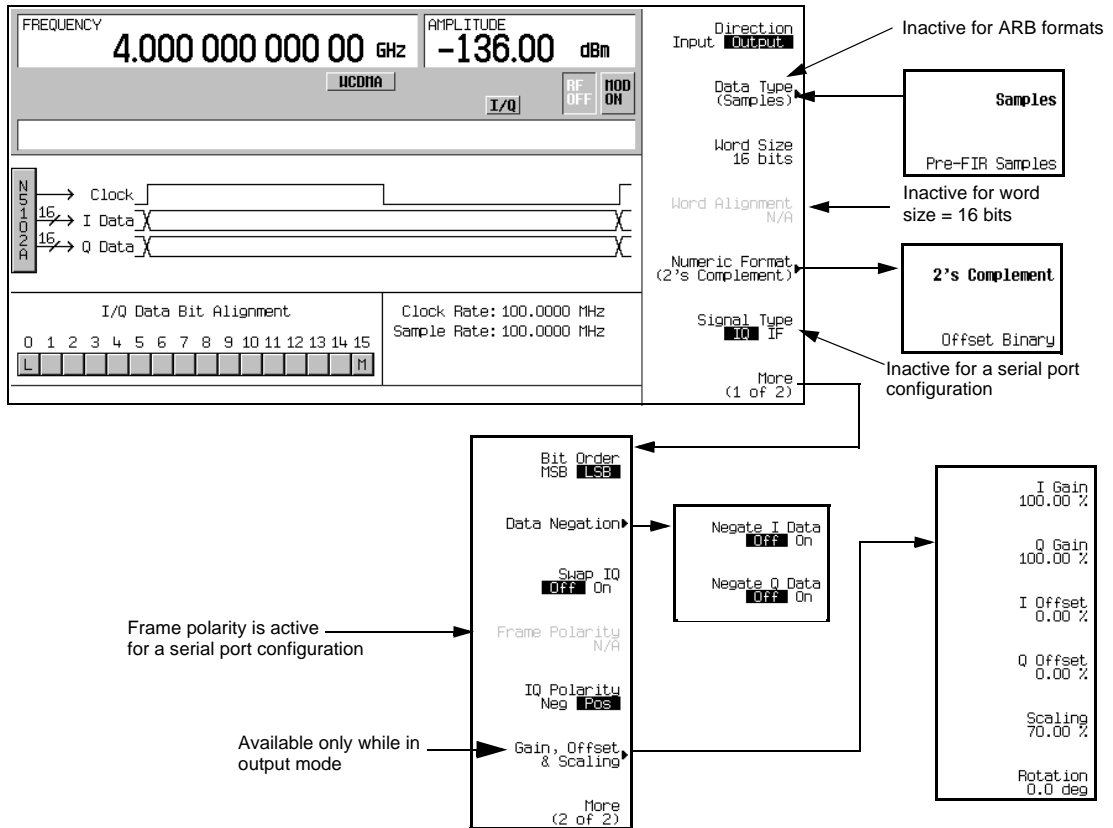 FREQUENCY
4.000 000 000 00 GHz
AMPLITUDE
-136.00 dBm
WCDMA
I/Q
RF OFF
MOD ON
N5102A
Clock
16
I Data
16
Q Data
I/Q Data Bit Alignment
0 1 2 3 4 5 6 7 8 9 10 11 12 13 14 15
L M
Clock Rate: 100.0000 MHz
Sample Rate: 100.0000 MHz
Direction
Input Output
Data Type
(Samples)
Word Size
16 bits
Word Alignment
N/A
Numeric Format
(2's Complement)
Signal Type
IQ IF
More
(1 of 2)
Inactive for ARB formats
Samples
Pre-FIR Samples
Inactive for word
size = 16 bits
2's Complement
Offset Binary
Inactive for a serial port
configuration
Bit Order
MSB LSB
Data Negation
Swap IQ
Off On
Frame Polarity
N/A
IQ Polarity
Neg Pos
Gain, Offset
& Scaling
More
(2 of 2)
Frame polarity is active
for a serial port configuration
Available only while in
output mode
Negate I Data
Off On
Negate Q Data
Off On
I Gain
100.00 %
Q Gain
100.00 %
I Offset
0.00 %
Q Offset
0.00 %
Scaling
70.00 %
Rotation
0.0 deg